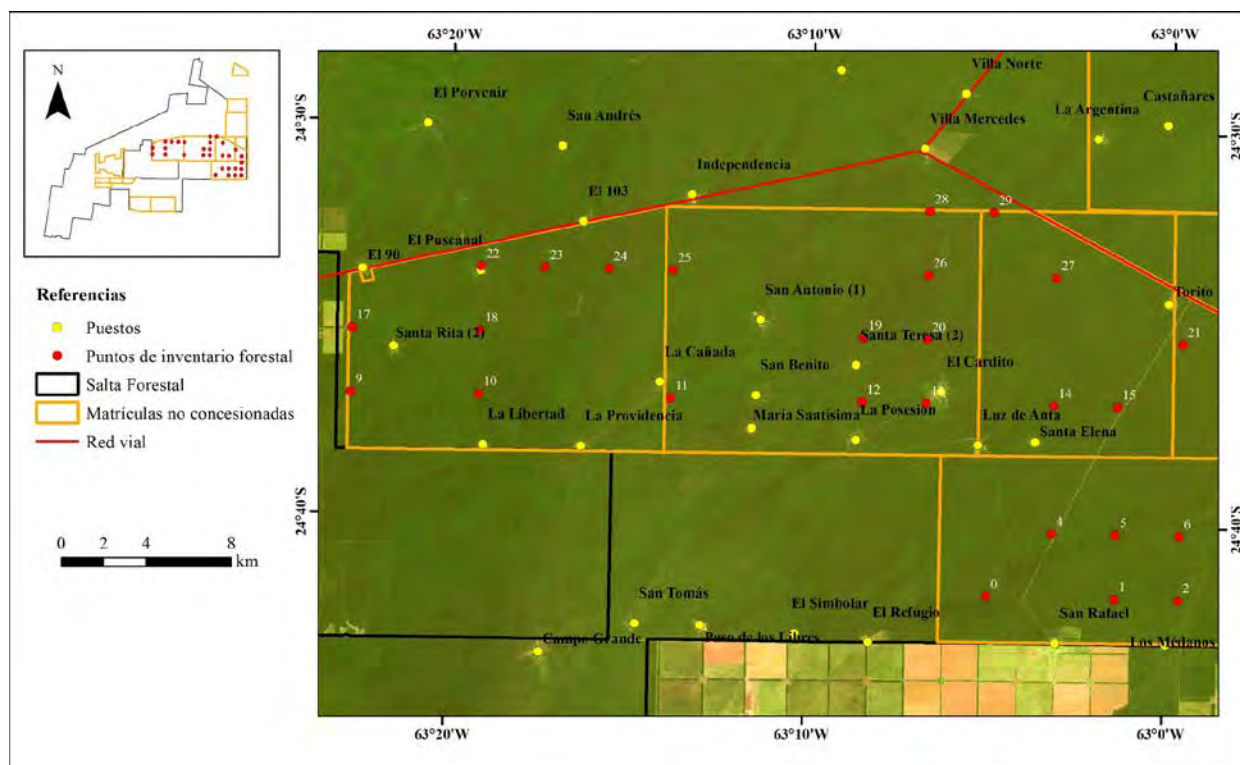 63°20'W 63°10'W 63°0'W
N
24°30'S
24°30'S
Villa Norte
El Porvenir
San Andrés
La Argentina
Castañares
Villa Mercedes
Independencia
El 103
28
29
El Puscanal
El 90
22
23
24
25
26
27
Referencias
Puestos
Puntos de inventario forestal
Salta Forestal
Matrículas no concesionadas
Red vial
San Antonio (1)
Torito
17
18
Santa Rita (2)
19
Santa Teresa (2)
20
21
La Cañada
San Benito
El Cardito
9
10
11
12
14
15
La Libertad
La Providencia
María Santísima
La Posesión
Luz de Anta
Santa Elena
24°40'S
24°40'S
0 2 4 8
km
4
5
6
0
1
2
San Tomás
El Simbolar
El Refugio
San Rafael
Campo Grande
Paso de los Libres
Los Médanos
63°20'W 63°10'W 63°0'W